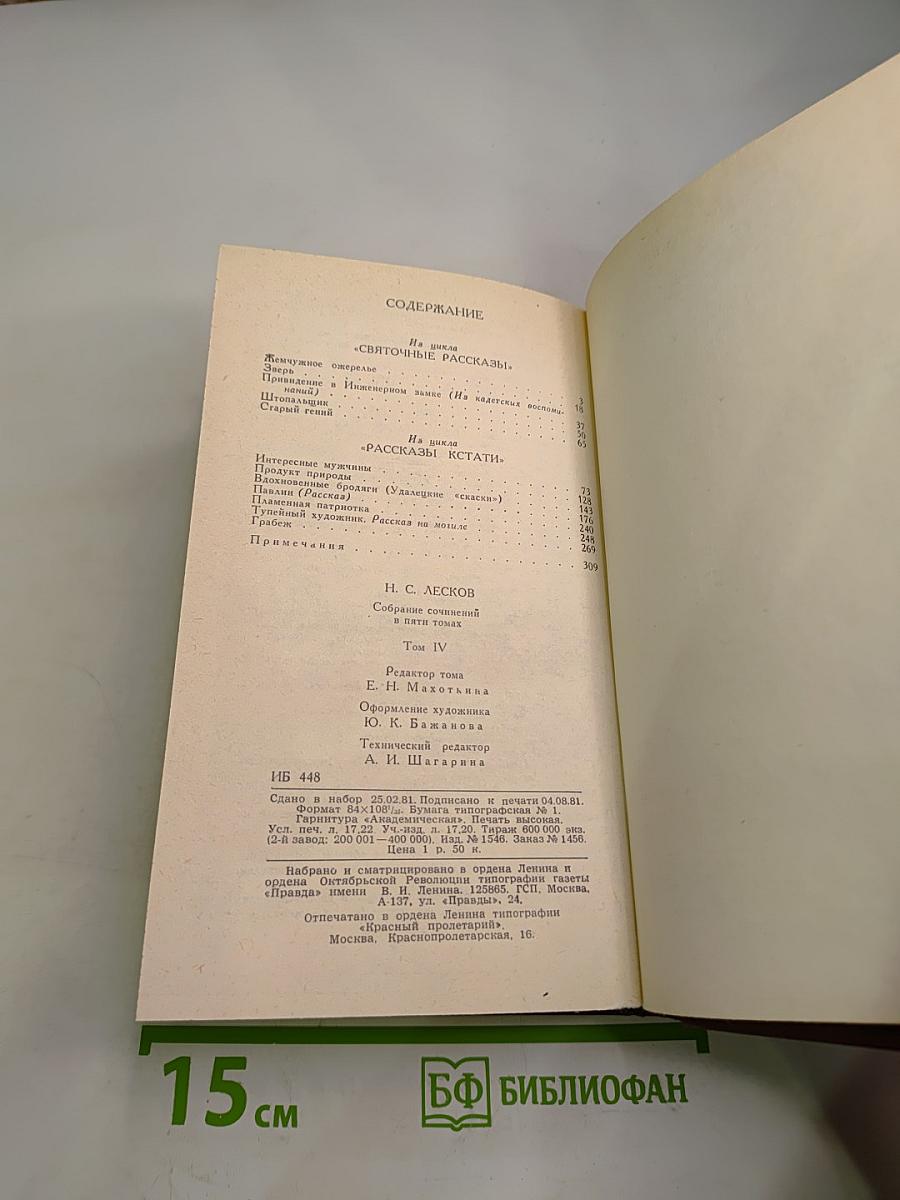 СОДЕРЖАНИЕ
Из цикла
«СВЯТОЧНЫЕ РАССКАЗЫ»
Жемчужное ожерелье . . . . . . . . . . 3
Зверь . . . . . . . . . . 18
Привидение в Инженерном замке (Из кадетских воспоми-
наний) . . . . . . . . . . 37
Штопальщик . . . . . . . . . . 50
Старый гений . . . . . . . . . . 65
Из цикла
«РАССКАЗЫ КСТАТИ»
Интересные мужчины . . . . . . . . . . 73
Продукт природы . . . . . . . . . . 128
Вдохновенные бродяги (Удалецкие «скаски») . . . . . 143
Павлин (Рассказ) . . . . . . . . . . 176
Пламенная патриотка . . . . . . . . . . 240
Тупейный художник. Рассказ на могиле . . . . . 248
Грабеж . . . . . . . . . . 269
Примечания . . . . . . . . . . 309
Н. С. ЛЕСКОВ
Собрание сочинений
в пяти томах
Том IV
Редактор тома
Е. Н. Махоткина
Оформление художника
Ю. К. Бажанова
Технический редактор
А. И. Шагарина
ИБ 448
Сдано в набор 25.02.81. Подписано к печати 04.08.81.
Формат 84×108¹/₃₂. Бумага типографская № 1.
Гарнитура «Академическая». Печать высокая.
Усл. печ. л. 17,22. Уч.-изд. л. 17,20. Тираж 600 000 экз.
(2-й завод: 200 001—400 000). Изд. № 1546. Заказ № 1456.
Цена 1 р. 50 к.
Набрано и сматрицировано в ордена Ленина и
ордена Октябрьской Революции типографии газеты
«Правда» имени В. И. Ленина. 125865. ГСП, Москва,
А-137, ул. «Правды», 24.
Отпечатано в ордена Ленина типографии
«Красный пролетарий».
Москва, Краснопролетарская, 16.
15 см
БФ БИБЛИОФАН